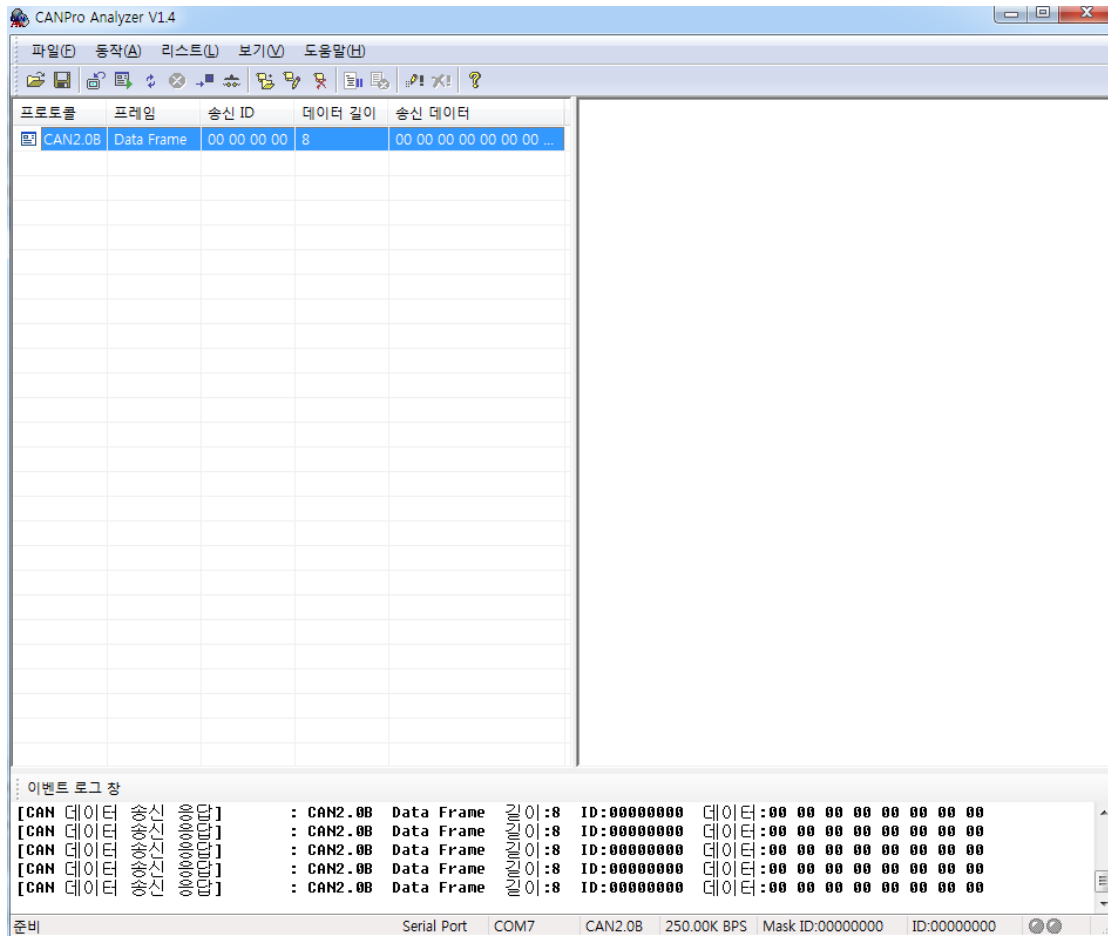 CANPro Analyzer V1.4
파일(F) 동작(A) 리스트(L) 보기(V) 도움말(H)
프로토콜 프레임 송신 ID 데이터 길이 송신 데이터
CAN2.0B Data Frame 00 00 00 00 8 00 00 00 00 00 00 00 ...
이벤트 로그 창
[CAN 데이터 송신 응답] : CAN2.0B Data Frame 길이:8 ID:00000000 데이터:00 00 00 00 00 00 00 00
[CAN 데이터 송신 응답] : CAN2.0B Data Frame 길이:8 ID:00000000 데이터:00 00 00 00 00 00 00 00
[CAN 데이터 송신 응답] : CAN2.0B Data Frame 길이:8 ID:00000000 데이터:00 00 00 00 00 00 00 00
[CAN 데이터 송신 응답] : CAN2.0B Data Frame 길이:8 ID:00000000 데이터:00 00 00 00 00 00 00 00
[CAN 데이터 송신 응답] : CAN2.0B Data Frame 길이:8 ID:00000000 데이터:00 00 00 00 00 00 00 00
준비 Serial Port COM7 CAN2.0B 250.00K BPS Mask ID:00000000 ID:00000000